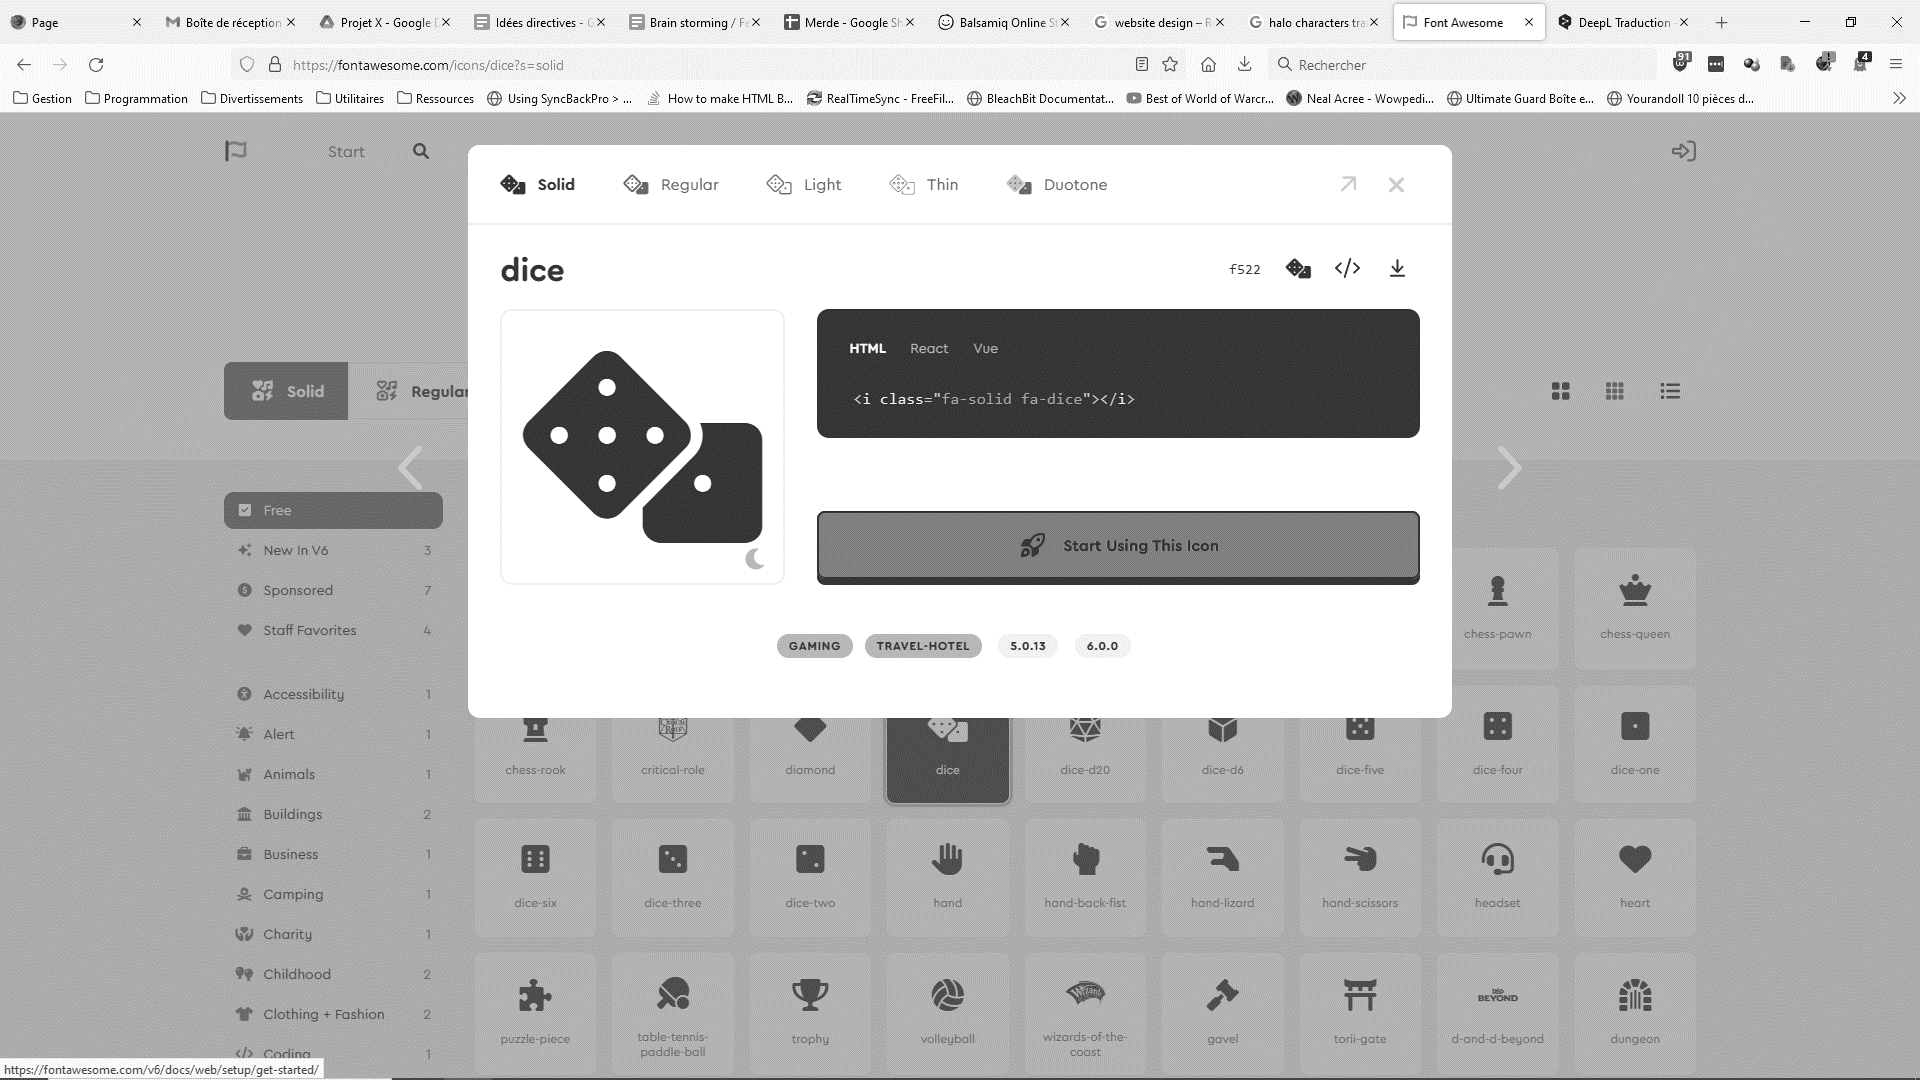 Page
Boîte de réception
Projet X - Google D
Idées directives - G
Brain storming / Fe
Merde - Google Sh
Balsamiq Online St
website design – R
halo characters tra
Font Awesome
DeepL Traduction -
https://fontawesome.com/icons/dice?s=solid
Rechercher
91
4
Gestion
Programmation
Divertissements
Utilitaires
Ressources
Using SyncBackPro > ...
How to make HTML B...
RealTimeSync - FreeFil...
BleachBit Documentat...
Best of World of Warcr...
Neal Acree - Wowpedi...
Ultimate Guard Boîte e...
Yourandoll 10 pièces d...
Start
Solid
Regular
Light
Thin
Duotone
dice
f522
HTML
React
Vue
<i class="fa-solid fa-dice"></i>
Start Using This Icon
GAMING
TRAVEL-HOTEL
5.0.13
6.0.0
Solid
Regular
Free
New In V6 3
Sponsored 7
Staff Favorites 4
Accessibility 1
Alert 1
Animals 1
Buildings 2
Business 1
Camping 1
Charity 1
Childhood 2
Clothing + Fashion 2
Coding 1
chess-pawn
chess-queen
chess-rook
critical-role
diamond
dice
dice-d20
dice-d6
dice-five
dice-four
dice-one
dice-six
dice-three
dice-two
hand
hand-back-fist
hand-lizard
hand-scissors
headset
heart
puzzle-piece
table-tennis-
paddle-ball
trophy
volleyball
wizards-of-the-
coast
gavel
torii-gate
D&D
BEYOND
d-and-d-beyond
dungeon
https://fontawesome.com/v6/docs/web/setup/get-started/